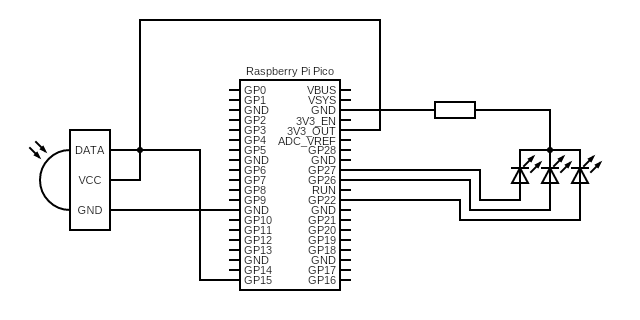 Raspberry Pi Pico
GP0
GP1
GND
GP2
GP3
GP4
GP5
GND
GP6
GP7
GP8
GP9
GND
GP10
GP11
GP12
GP13
GND
GP14
GP15
VBUS
VSYS
GND
3V3_EN
3V3_OUT
ADC_VREF
GP28
GND
GP27
GP26
RUN
GP22
GND
GP21
GP20
GP19
GP18
GND
GP17
GP16
DATA
VCC
GND